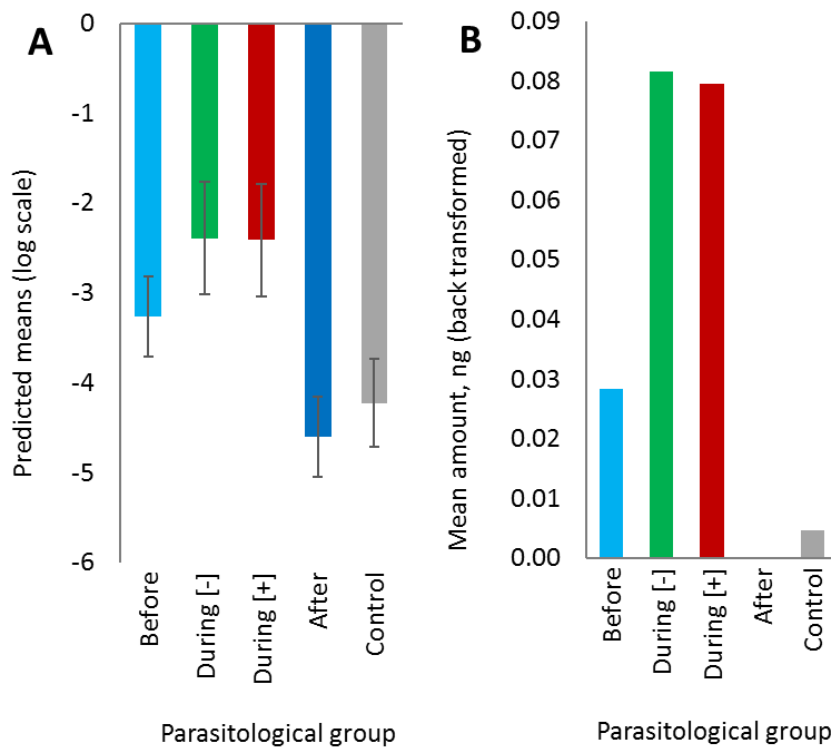 A
Predicted means (log scale)
0
-1
-2
-3
-4
-5
-6
Before
During [-]
During [+]
After
Control
Parasitological group
B
Mean amount, ng (back transformed)
0.09
0.08
0.07
0.06
0.05
0.04
0.03
0.02
0.01
0.00
Before
During [-]
During [+]
After
Control
Parasitological group